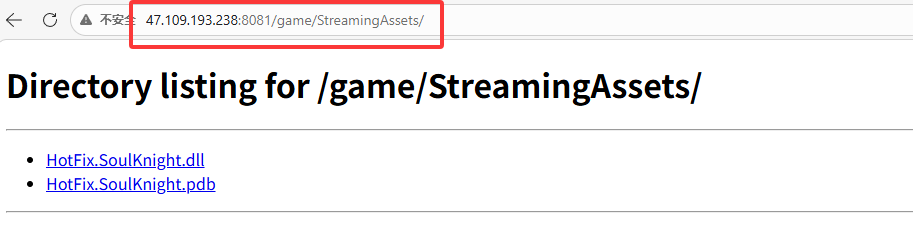 不安全 47.109.193.238:8081/game/StreamingAssets/
Directory listing for /game/StreamingAssets/
HotFix.SoulKnight.dll
HotFix.SoulKnight.pdb